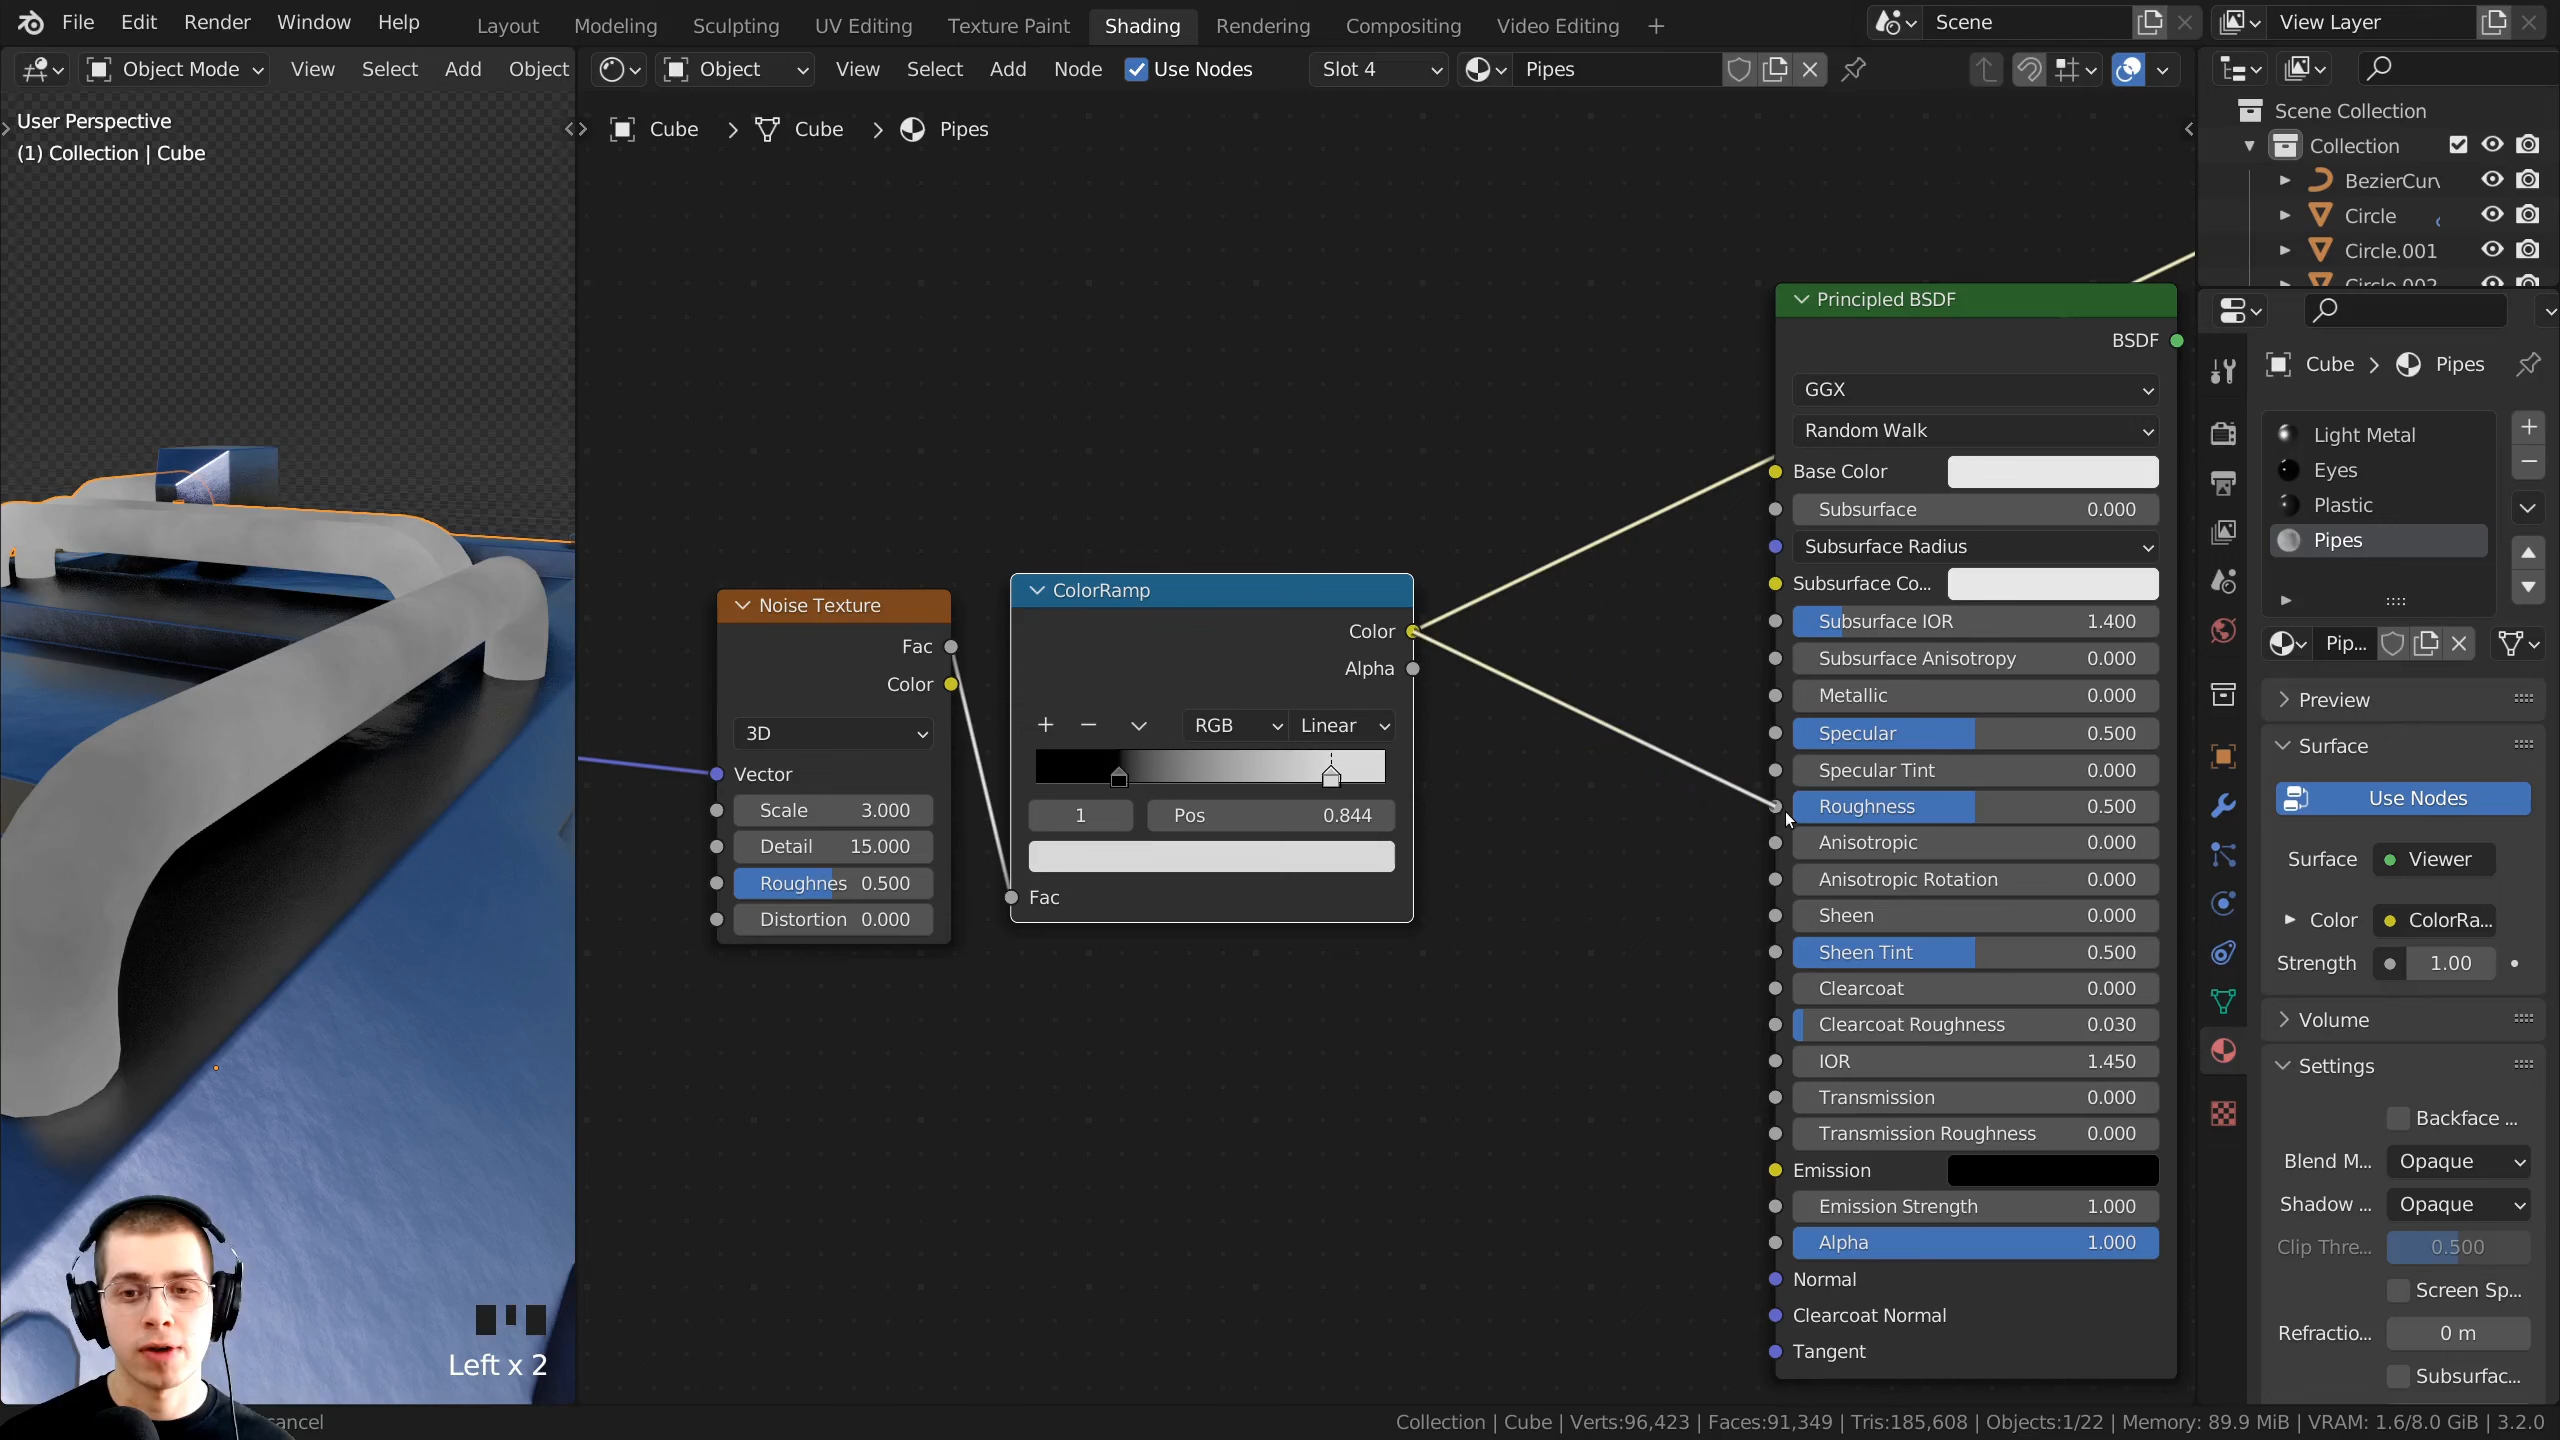 File Edit Render Window Help Layout Modeling Sculpting UV Editing Texture Paint Shading Rendering Compositing Video Editing + Scene View Layer
Object Mode View Select Add Object
Object View Select Add Node Use Nodes Slot 4 Pipes
User Perspective
(1) Collection | Cube
Cube > Cube > Pipes
Scene Collection
Collection
BezierCurv
Circle
Circle.001
Circle.002
Principled BSDF
BSDF
GGX
Random Walk
Base Color
Subsurface 0.000
Subsurface Radius
Subsurface Co...
Subsurface IOR 1.400
Subsurface Anisotropy 0.000
Metallic 0.000
Specular 0.500
Specular Tint 0.000
Roughness 0.500
Anisotropic 0.000
Anisotropic Rotation 0.000
Sheen 0.000
Sheen Tint 0.500
Clearcoat 0.000
Clearcoat Roughness 0.030
IOR 1.450
Transmission 0.000
Transmission Roughness 0.000
Emission
Emission Strength 1.000
Alpha 1.000
Normal
Clearcoat Normal
Tangent
Noise Texture
Fac
Color
3D
Vector
Scale 3.000
Detail 15.000
Roughnes 0.500
Distortion 0.000
ColorRamp
Color
Alpha
+ − RGB Linear
1 Pos 0.844
Fac
Cube > Pipes
Light Metal
Eyes
Plastic
Pipes
Pip...
Preview
Surface
Use Nodes
Surface Viewer
Color ColorRa...
Strength 1.00
Volume
Settings
Backface ...
Blend M... Opaque
Shadow ... Opaque
Clip Thre... 0.500
Screen Sp...
Refractio... 0 m
Subsurfac...
Left x 2
cancel
Collection | Cube | Verts:96,423 | Faces:91,349 | Tris:185,608 | Objects:1/22 | Memory: 89.9 MiB | VRAM: 1.6/8.0 GiB | 3.2.0